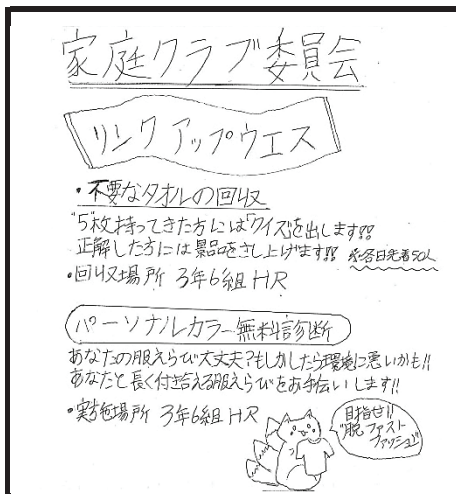 家庭クラブ委員会
リンクアップウエス
・不要なタオルの回収
"5"枚持ってきた方には「クイズ」を出します!!
正解した方には景品をさし上げます!! ※各日先着50人
・回収場所 3年6組 HR
パーソナルカラー無料診断
あなたの服えらび大丈夫?もしかしたら環境に悪いかも!!
あなたと長く付き合える服えらびをお手伝いします!!
・実施場所 3年6組 HR
目指せ!!
"脱ファスト
ファッション"